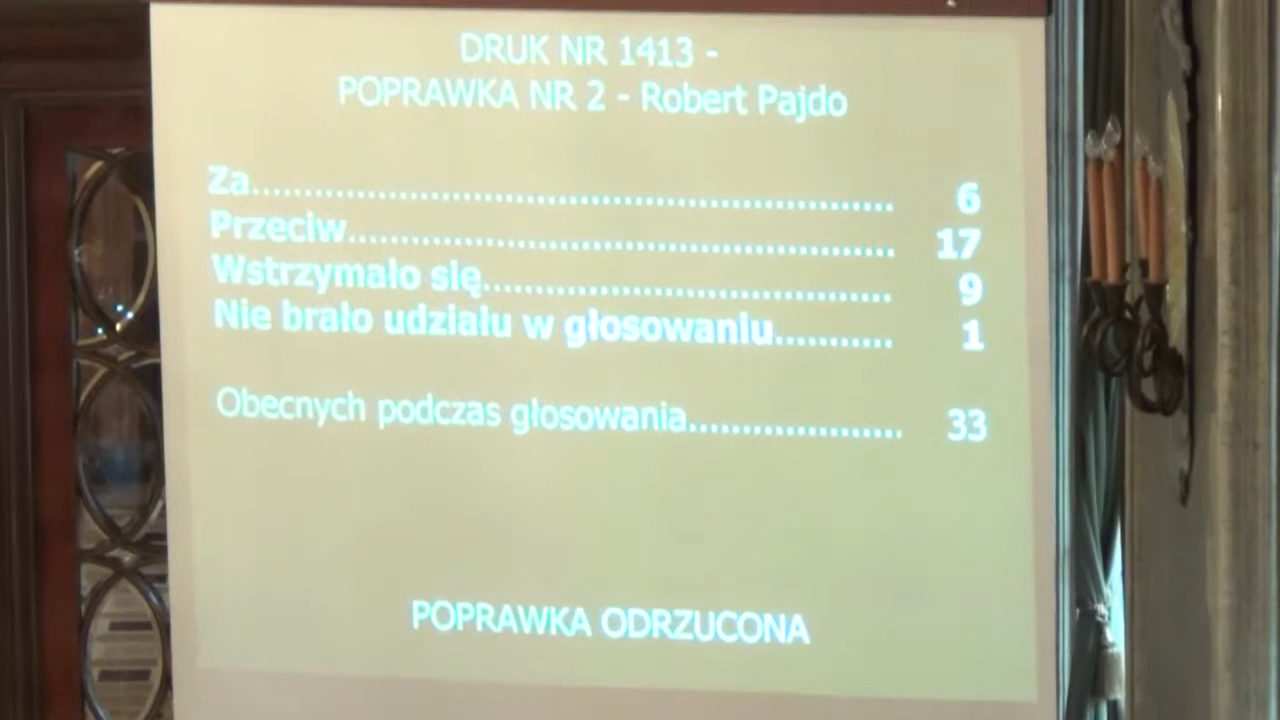 DRUK NR 1413 -
POPRAWKA NR 2 - Robert Pajdo
Za.................................................................. 6
Przeciw........................................................ 17
Wstrzymało się.......................................... 9
Nie brało udziału w głosowaniu............ 1
Obecnych podczas głosowania.................... 33
POPRAWKA ODRZUCONA